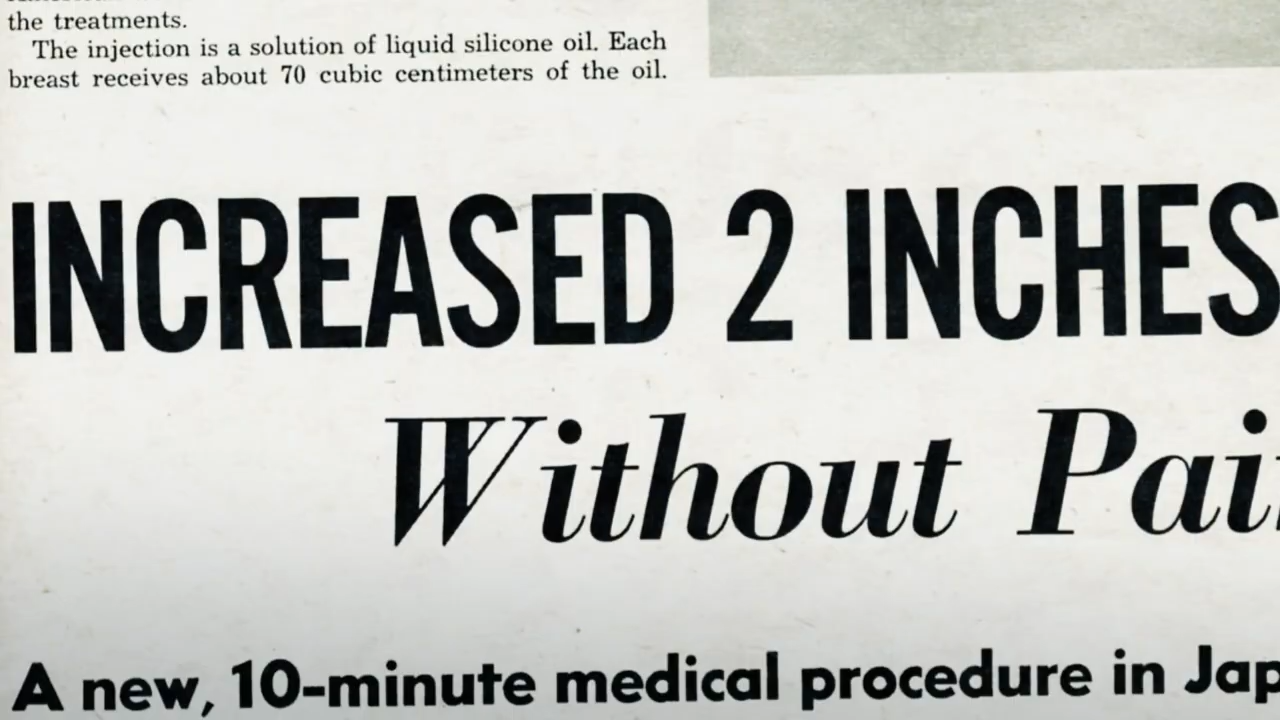 the treatments.
The injection is a solution of liquid silicone oil. Each
breast receives about 70 cubic centimeters of the oil.
INCREASED 2 INCHES
Without Pai
A new, 10-minute medical procedure in Jap